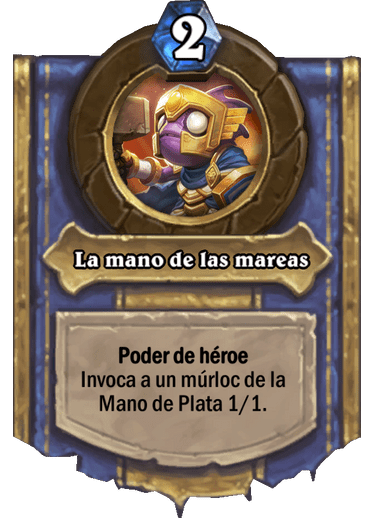 2
La mano de las mareas
Poder de héroe
Invoca a un múrloc de la
Mano de Plata 1/1.